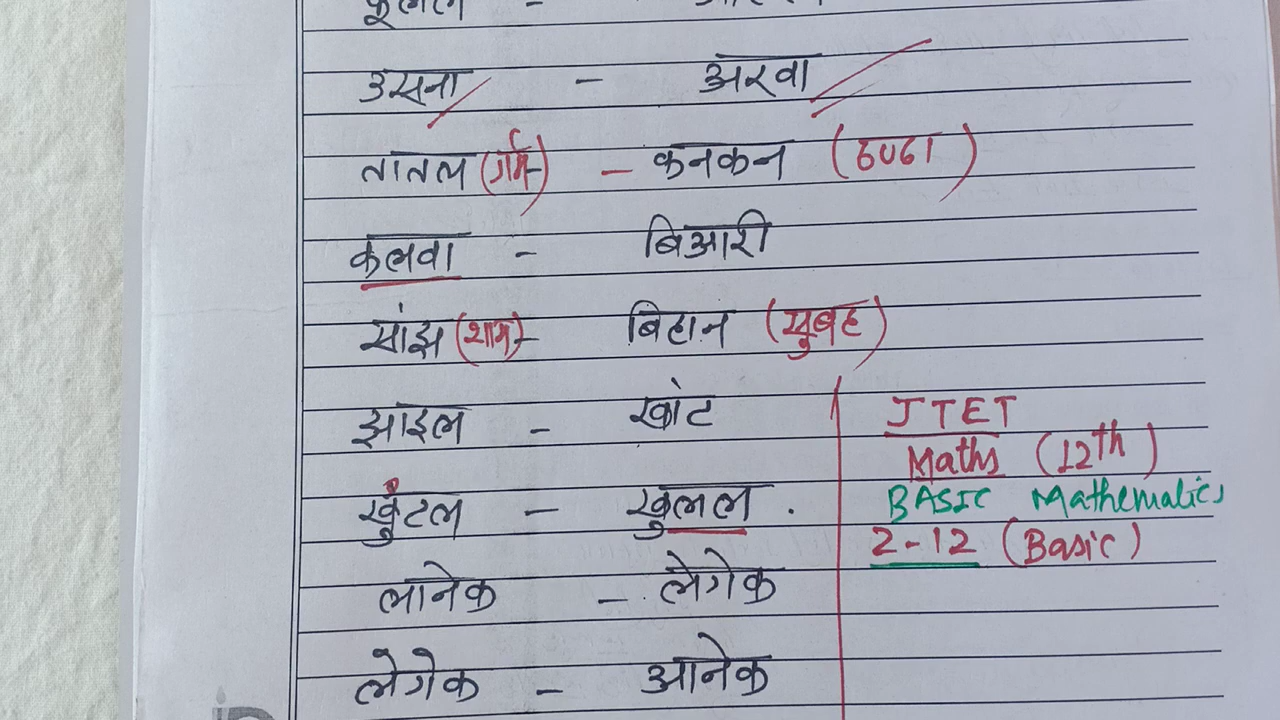 उसना - अरवा
तातल (गर्म) - कनकन (ठण्डा)
कलवा - बिआरी
सांझ (शाम) - बिहान (सुबह)
झाइल - खोंट
खुंटल - खुलल .
लानेक - लेगेक
लेगेक - आनेक
JTET
Maths (12th)
BASIC Mathematics
2-12 (Basic)